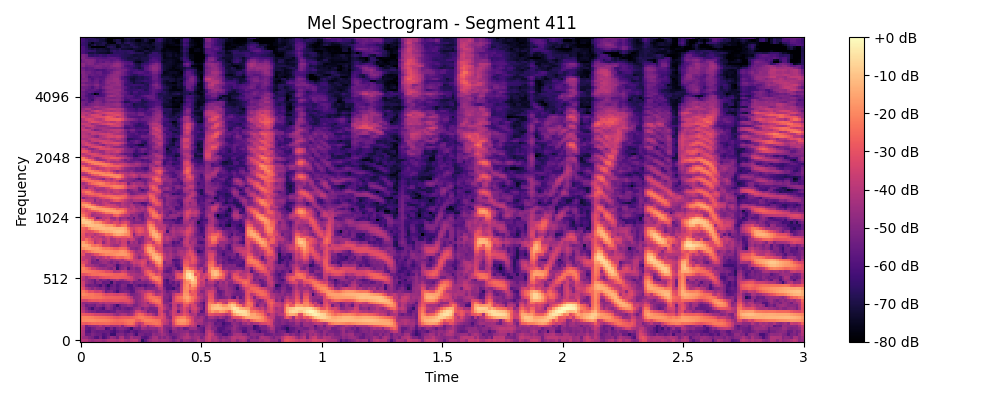 Mel Spectrogram - Segment 411
+0 dB
-10 dB
-20 dB
-30 dB
-40 dB
-50 dB
-60 dB
-70 dB
-80 dB
Frequency
4096
2048
1024
512
0
0 0.5 1 1.5 2 2.5 3
Time